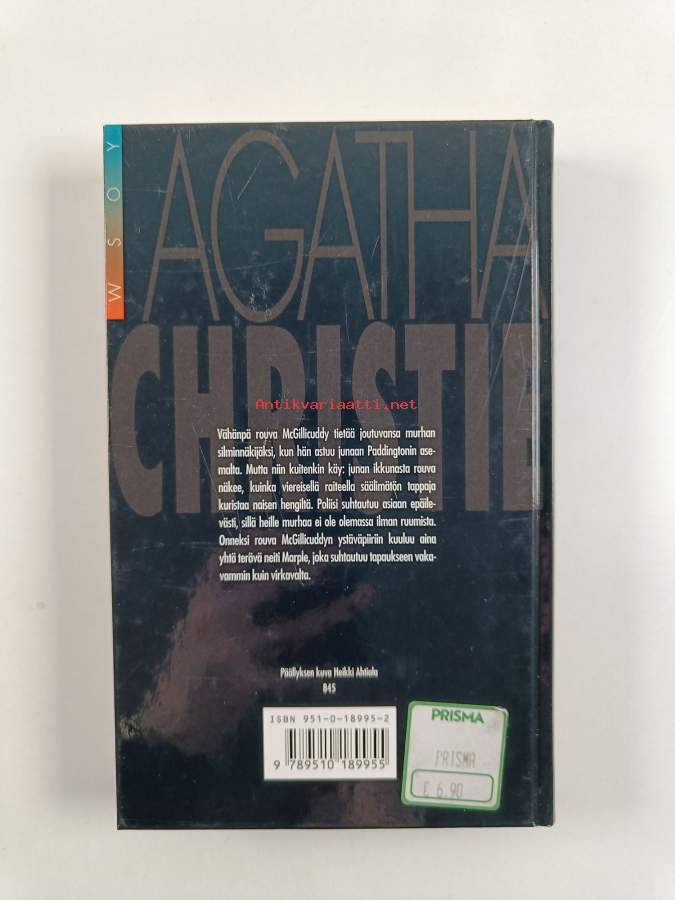 WSOY
AGATHA
CHRISTIE
Antikvariaatti.net
Vähänpä rouva McGillicuddy tietää joutuvansa murhan
silminnäkijäksi, kun hän astuu junaan Paddingtonin ase-
malta. Mutta niin kuitenkin käy: junan ikkunasta rouva
näkee, kuinka viereisellä raiteella säälimätön tappaja
kuristaa naisen hengiltä. Poliisi suhtautuu asiaan epäile-
västi, sillä heille murhaa ei ole olemassa ilman ruumista.
Onneksi rouva McGillicuddyn ystäväpiiriin kuuluu aina
yhtä terävä neiti Marple, joka suhtautuu tapaukseen vaka-
vammin kuin virkavalta.
Päällyksen kuva Heikki Ahtiala
845
ISBN 951-0-18995-2
9 789510 189955
PRISMA
PRISMA
€ 6.90